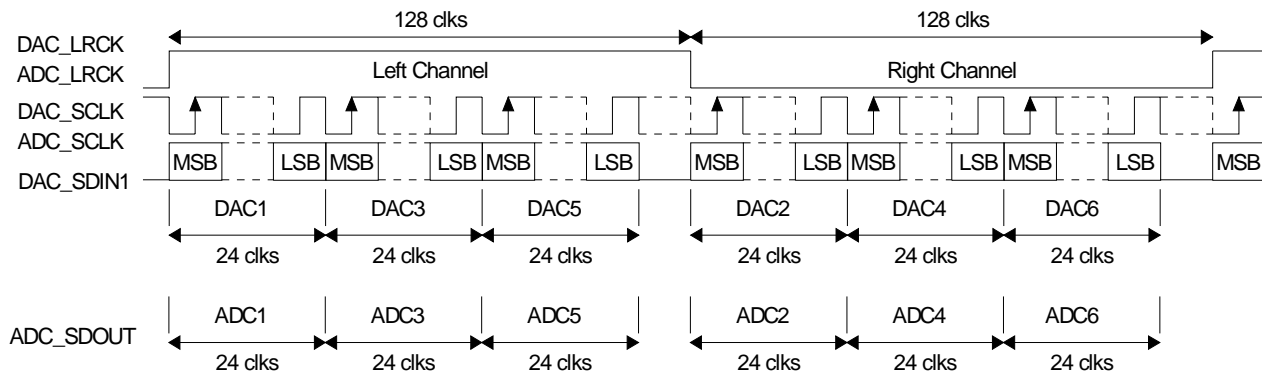 128 clks 128 clks
DAC_LRCK
ADC_LRCK Left Channel Right Channel
DAC_SCLK
ADC_SCLK
MSB LSB MSB LSB MSB LSB MSB LSB MSB LSB MSB LSB MSB
DAC_SDIN1
DAC1 DAC3 DAC5 DAC2 DAC4 DAC6
24 clks 24 clks 24 clks 24 clks 24 clks 24 clks
ADC1 ADC3 ADC5 ADC2 ADC4 ADC6
ADC_SDOUT
24 clks 24 clks 24 clks 24 clks 24 clks 24 clks